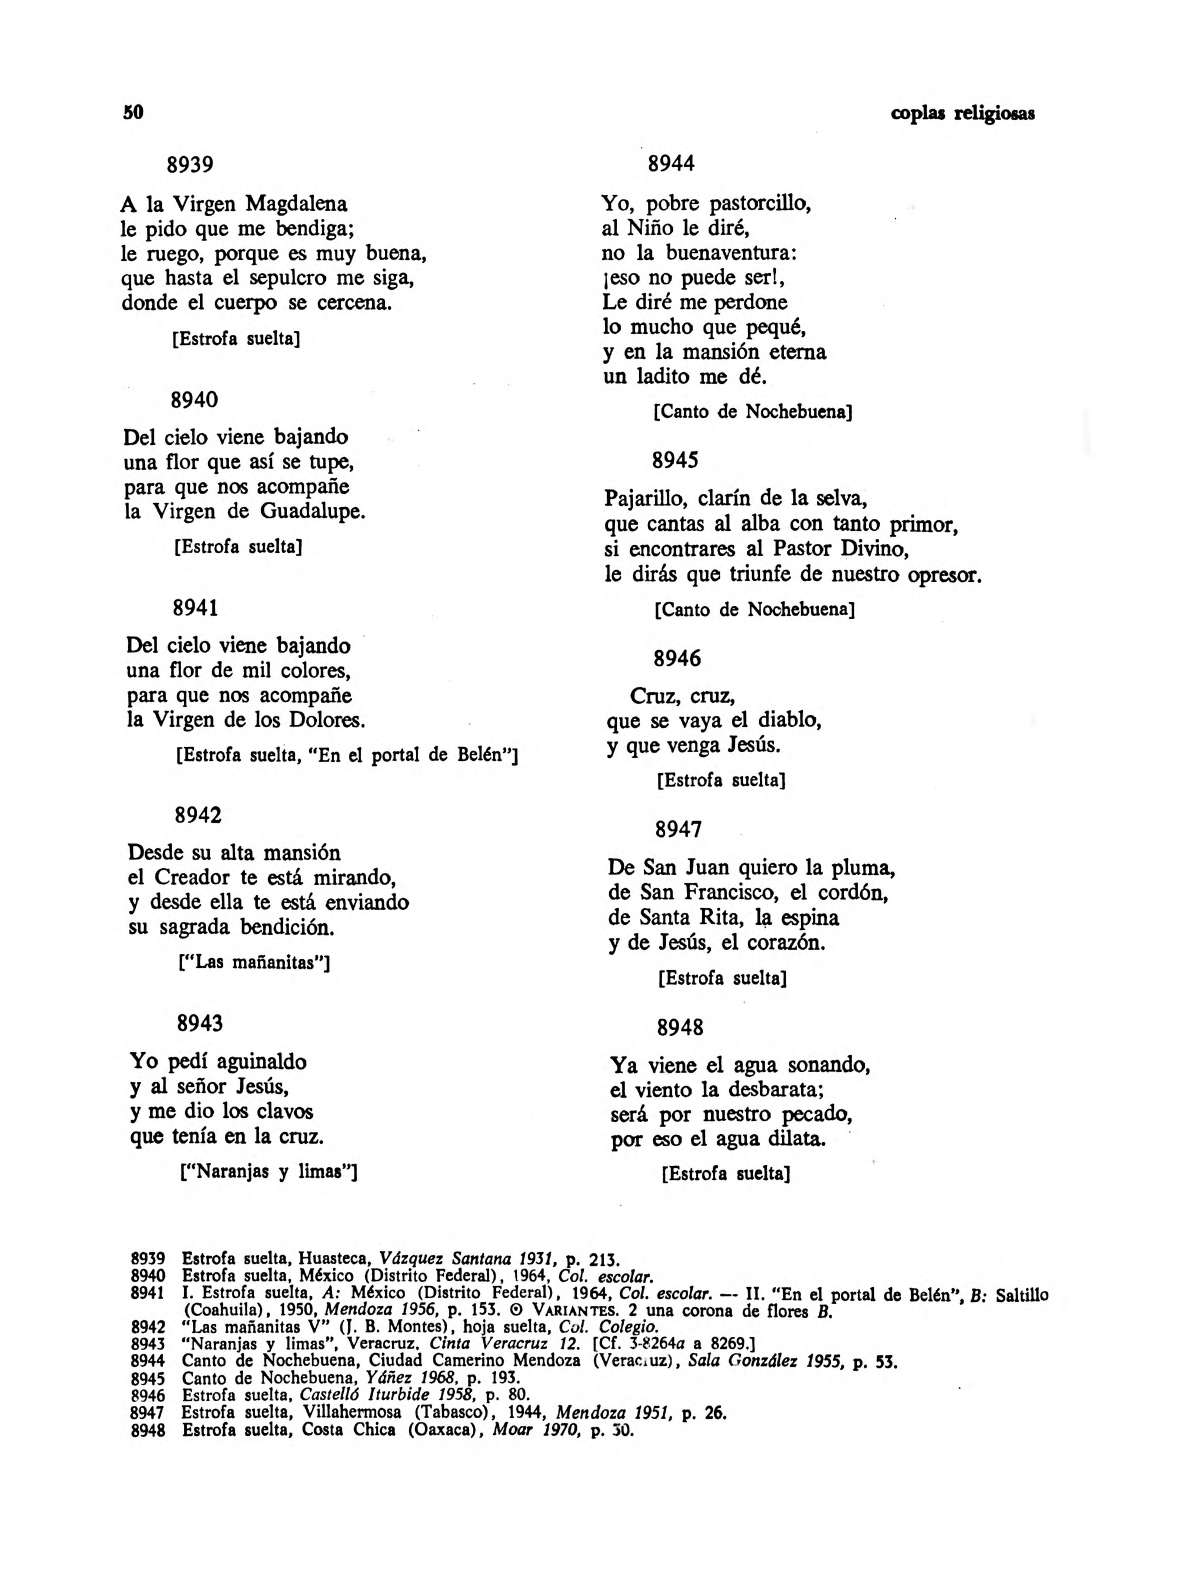 50
coplas religiosas
8939
A la Virgen Magdalena
le pido que me bendiga;
le ruego, porque es muy buena,
que hasta el sepulcro me siga,
donde el cuerpo se cercena.
[Estrofa suelta]
8940
Del cielo viene bajando
una flor que así se tupe,
para que nos acompañe
la Virgen de Guadalupe.
[Estrofa suelta]
8941
Del cielo viene bajando
una flor de mil colores,
para que nos acompañe
la Virgen de los Dolores.
[Estrofa suelta, “En el portal de Belén”]
8942
Desde su alta mansión
el Creador te está mirando,
y desde ella te está enviando
su sagrada bendición.
[“Las mañanitas”]
8943
Yo pedí aguinaldo
y al señor Jesús,
y me dio los clavos
que tenía en la cruz.
[“Naranjas y limas”]
8944
Yo, pobre pastorcillo,
al Niño le diré,
no la buenaventura:
¡eso no puede ser!,
Le diré me perdone
lo mucho que pequé,
y en la mansión eterna
un ladito me dé.
[Canto de Nochebuena]
8945
Pajarillo, clarín de la selva,
que cantas al alba con tanto primor,
si encontrares al Pastor Divino,
le dirás que triunfe de nuestro opresor.
[Canto de Nochebuena]
8946
Cruz, cruz,
que se vaya el diablo,
y que venga Jesús.
[Estrofa suelta]
8947
De San Juan quiero la pluma,
de San Francisco, el cordón,
de Santa Rita, la espina
y de Jesús, el corazón.
[Estrofa suelta]
8948
Ya viene el agua sonando,
el viento la desbarata;
será por nuestro pecado,
por eso el agua dilata.
[Estrofa suelta]
8939 Estrofa suelta, Huasteca, Vázquez Santana 1931, p. 213.
8940 Estrofa suelta, México (Distrito Federal), 1964, Col. escolar.
8941 I. Estrofa suelta, A: México (Distrito Federal), 1964, Col. escolar. — II. “En el portal de Belén”, B: Saltillo
(Coahuila), 1950, Mendoza 1956, p. 153. ⊙ VARIANTES. 2 una corona de flores B.
8942 “Las mañanitas V” (J. B. Montes), hoja suelta, Col. Colegio.
8943 “Naranjas y limas”, Veracruz, Cinta Veracruz 12. [Cf. 3-8264a a 8269.]
8944 Canto de Nochebuena, Ciudad Camerino Mendoza (Veracruz), Sala González 1955, p. 53.
8945 Canto de Nochebuena, Yáñez 1968, p. 193.
8946 Estrofa suelta, Castelló Iturbide 1958, p. 80.
8947 Estrofa suelta, Villahermosa (Tabasco), 1944, Mendoza 1951, p. 26.
8948 Estrofa suelta, Costa Chica (Oaxaca), Moar 1970, p. 30.